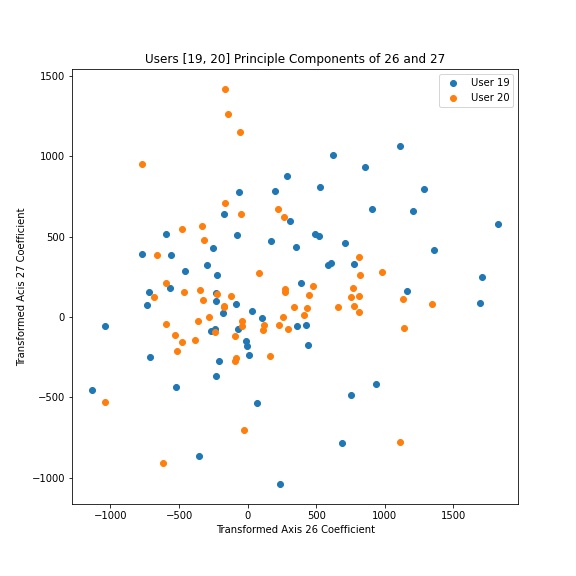 Users [19, 20] Principle Components of 26 and 27
User 19
User 20
Transformed Acis 27 Coefficient
1500
1000
500
0
−500
−1000
−1000
−500
0
500
1000
1500
Transformed Axis 26 Coefficient